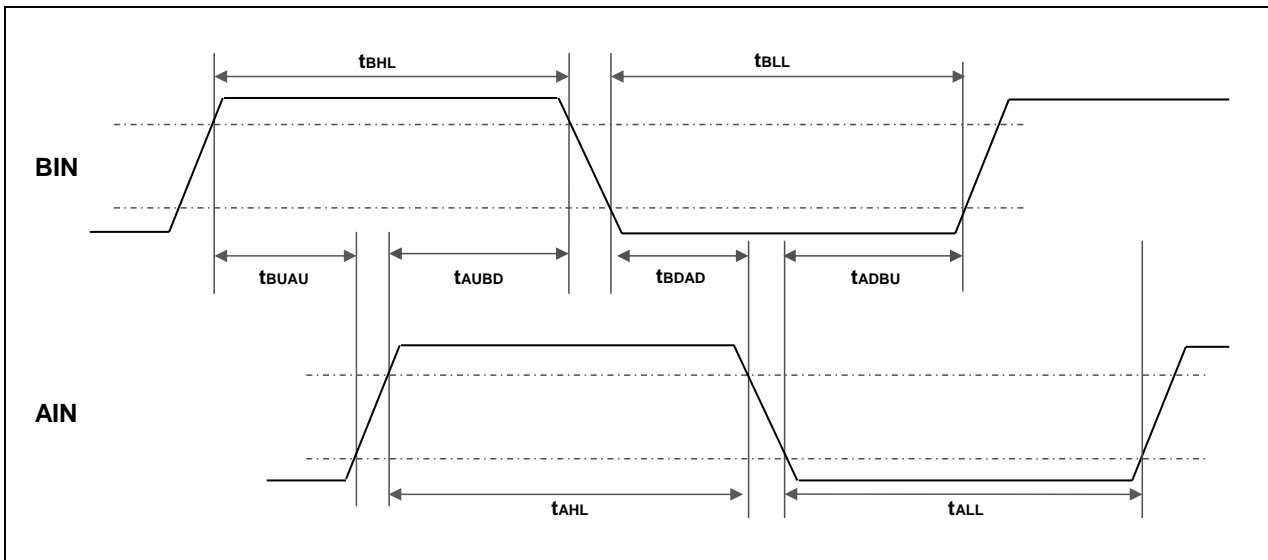 tBHL
tBLL
BIN
tBUAU
tAUBD
tBDAD
tADBU
AIN
tAHL
tALL